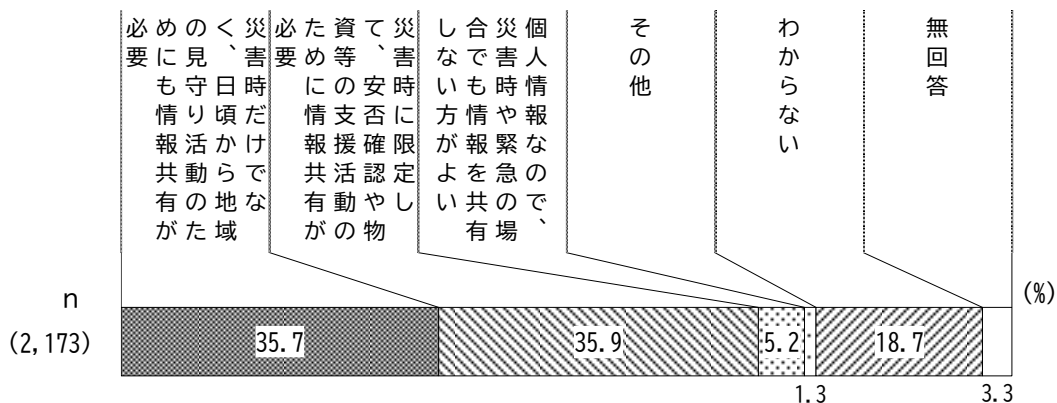 災害時だけでな
く、日頃から地域
の見守り活動のた
めにも情報共有が
必要
災害時に限定し
て、安否確認や物
資等の支援活動の
ために情報共有が
必要
個人情報なので、
災害時や緊急の場
合でも情報を共有
しない方がよい
その他
わからない
無回答
n
(%)
(2,173)
35.7
35.9
5.2
18.7
1.3
3.3